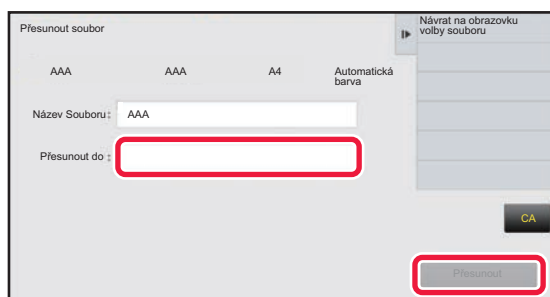 Přesunout soubor
Návrat na obrazovku
volby souboru
AAA AAA A4 Automatická
barva
Název Souboru: AAA
Přesunout do :
CA
Přesunout